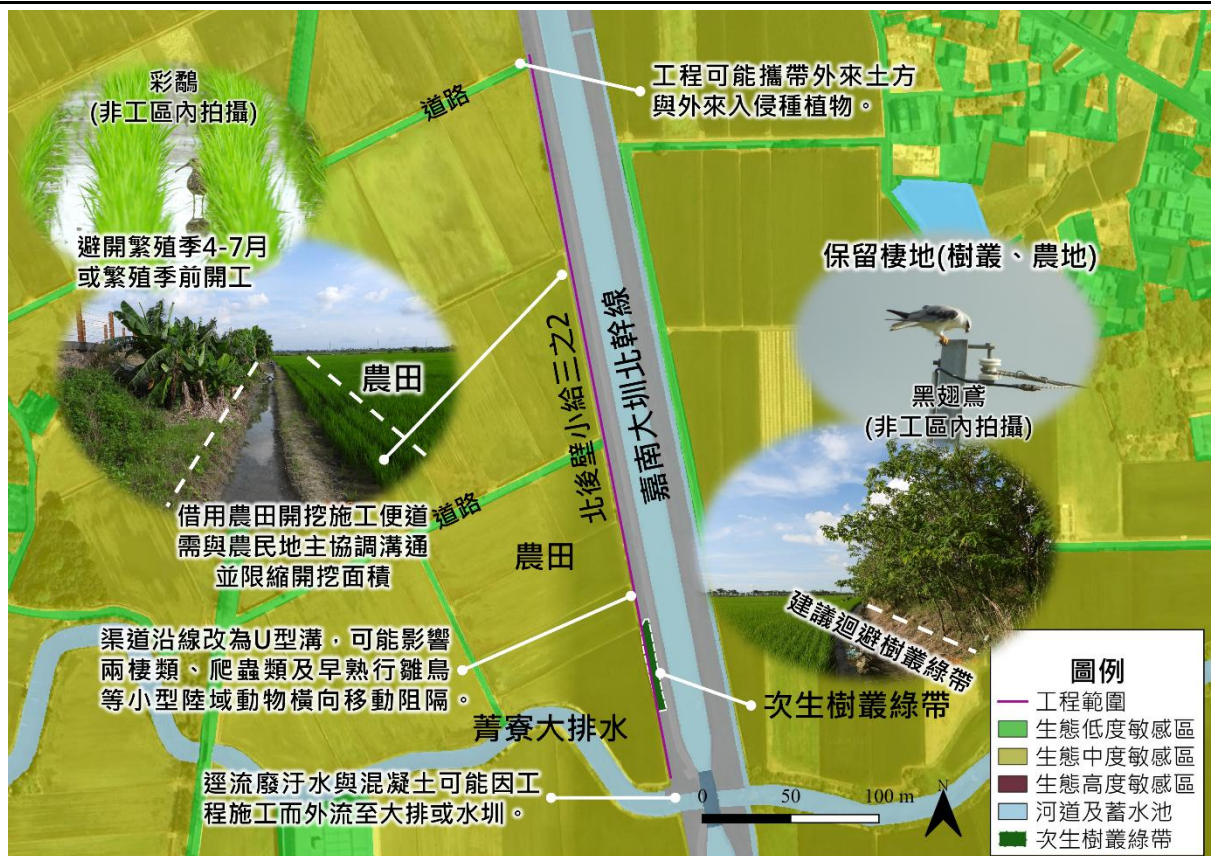 彩鷸
(非工區內拍攝)
避開繁殖季4-7月
或繁殖季前開工
農田
借用農田開挖施工便道
需與農民地主協調溝通
並限縮開挖面積
道路
工程可能攜帶外來土方
與外來入侵種植物。
北後壁小給三之2
嘉南大圳北幹線
保留棲地(樹叢、農地)
黑翅鳶
(非工區內拍攝)
建議迴避樹叢綠帶
道路
農田
渠道沿線改為U型溝，可能影響
兩棲類、爬蟲類及早熟行雛鳥
等小型陸域動物橫向移動阻隔。
次生樹叢綠帶
菁寮大排水
逕流廢汙水與混凝土可能因工
程施工而外流至大排或水圳。
0 50 100 m
N
圖例
工程範圍
生態低度敏感區
生態中度敏感區
生態高度敏感區
河道及蓄水池
次生樹叢綠帶